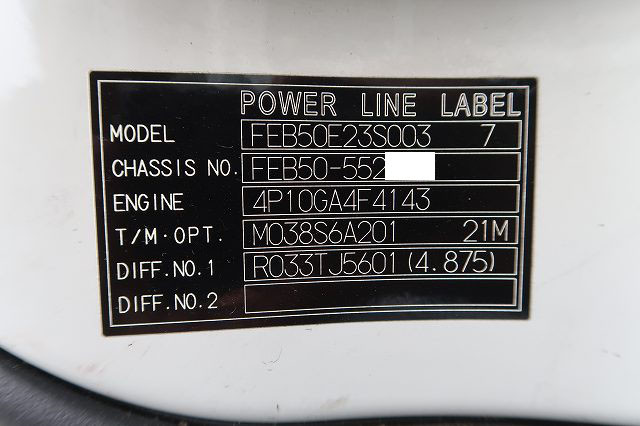 POWER LINE LABEL
MODEL FEB50E23S003 7
CHASSIS NO. FEB50-552
ENGINE 4P10GA4F4143
T/M·OPT. M038S6A201 21M
DIFF.NO.1 R033TJ5601(4.875)
DIFF.NO.2